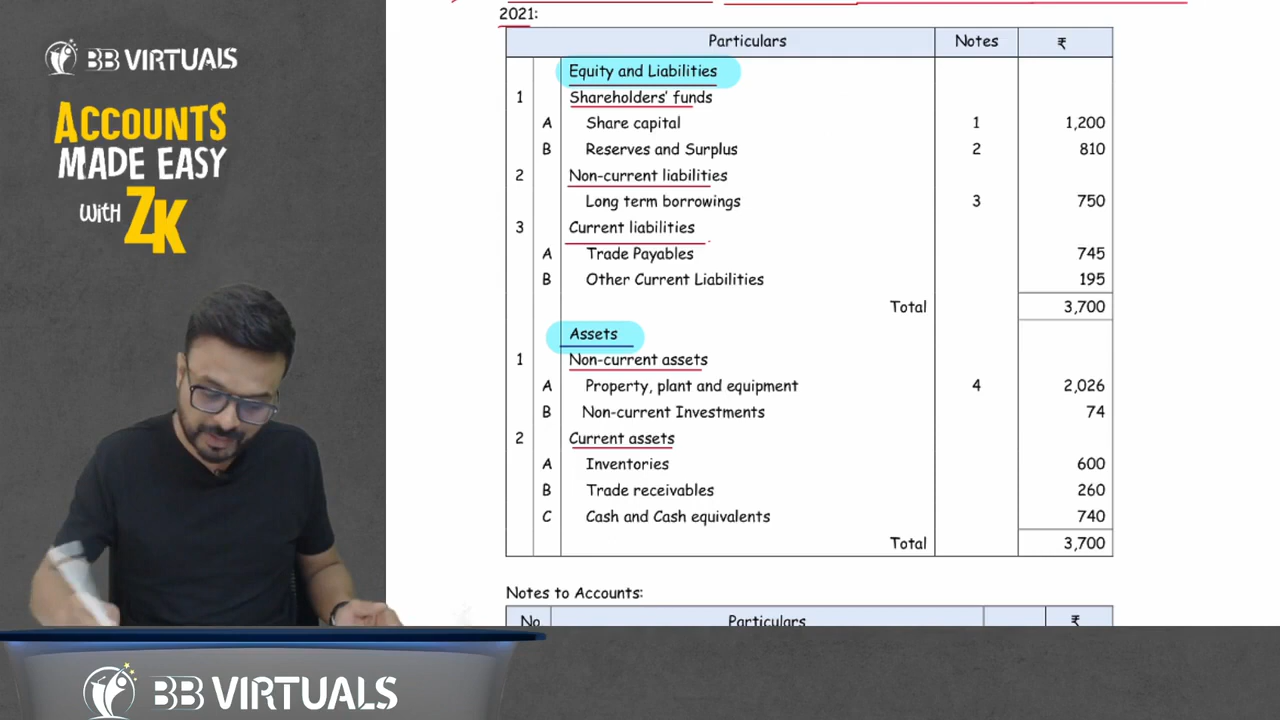 BB VIRTUALS
ACCOUNTS
MADE EASY
with ZK
2021:
Particulars Notes ₹
Equity and Liabilities
1 Shareholders' funds
A Share capital 1 1,200
B Reserves and Surplus 2 810
2 Non-current liabilities
Long term borrowings 3 750
3 Current liabilities
A Trade Payables 745
B Other Current Liabilities 195
Total 3,700
Assets
1 Non-current assets
A Property, plant and equipment 4 2,026
B Non-current Investments 74
2 Current assets
A Inventories 600
B Trade receivables 260
C Cash and Cash equivalents 740
Total 3,700
Notes to Accounts:
No. Particulars ₹
BB VIRTUALS